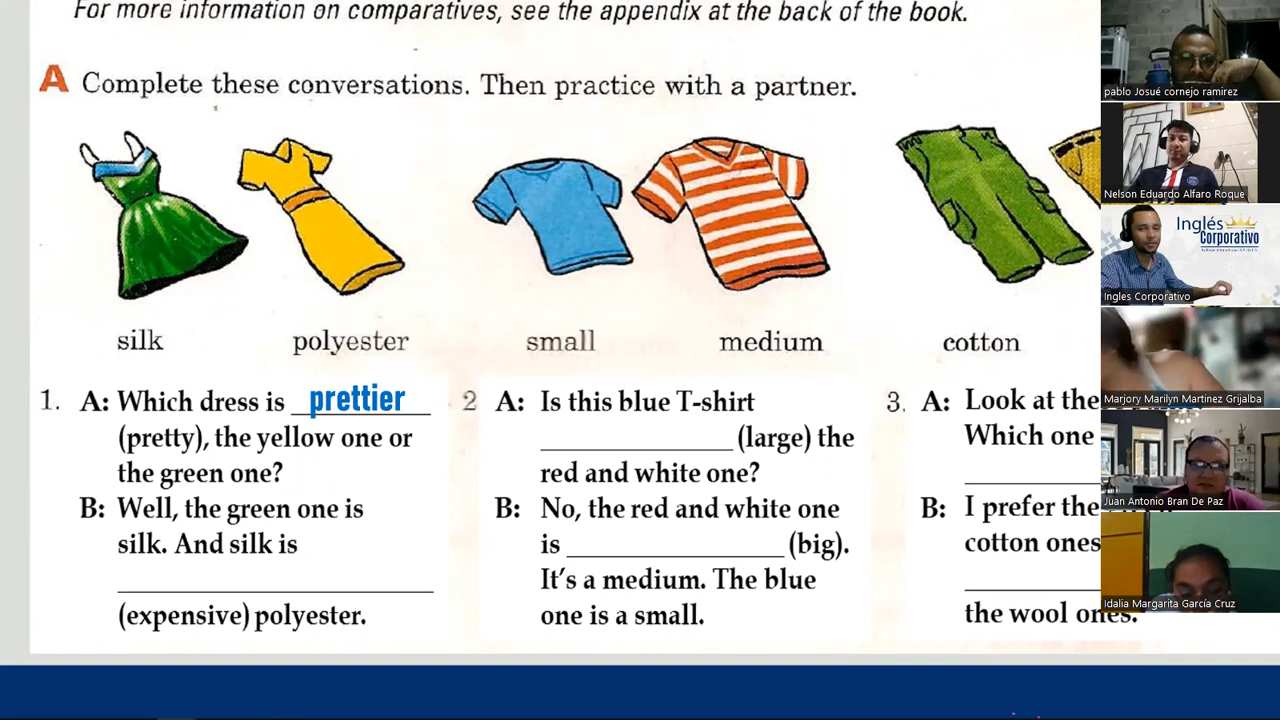 For more information on comparatives, see the appendix at the back of the book.
A Complete these conversations. Then practice with a partner.
silk
polyester
small
medium
cotton
1. A: Which dress is prettier
(pretty), the yellow one or
the green one?
B: Well, the green one is
silk. And silk is
(expensive) polyester.
2 A: Is this blue T-shirt
(large) the
red and white one?
B: No, the red and white one
is (big).
It's a medium. The blue
one is a small.
3. A: Look at the
Which one
B: I prefer the
cotton ones
the wool ones.
pablo Josué cornejo ramirez
Nelson Eduardo Alfaro Roque
Inglés
Corporativo
Ingles Corporativo
Marjory Marilyn Martinez Grijalba
Juan Antonio Bran De Paz
Idalia Margarita García Cruz